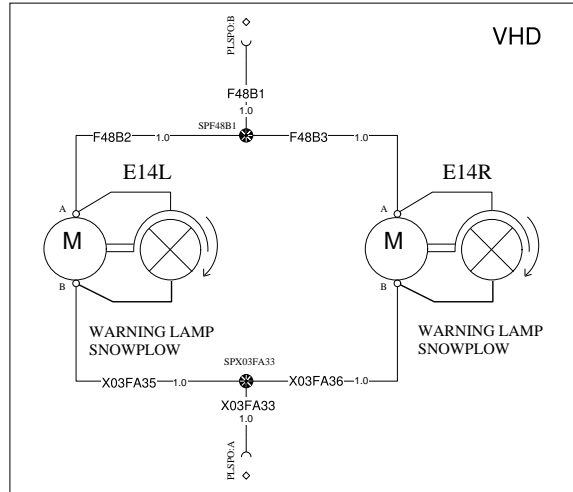 VHD
PLSPO:B
F48B1
1.0
SPF48B1
F48B2 1.0
F48B3 1.0
E14L
E14R
A
A
M
M
B
B
WARNING LAMP
SNOWPLOW
WARNING LAMP
SNOWPLOW
SPX03FA33
X03FA35 1.0
X03FA36 1.0
X03FA33
1.0
PLSPO:A